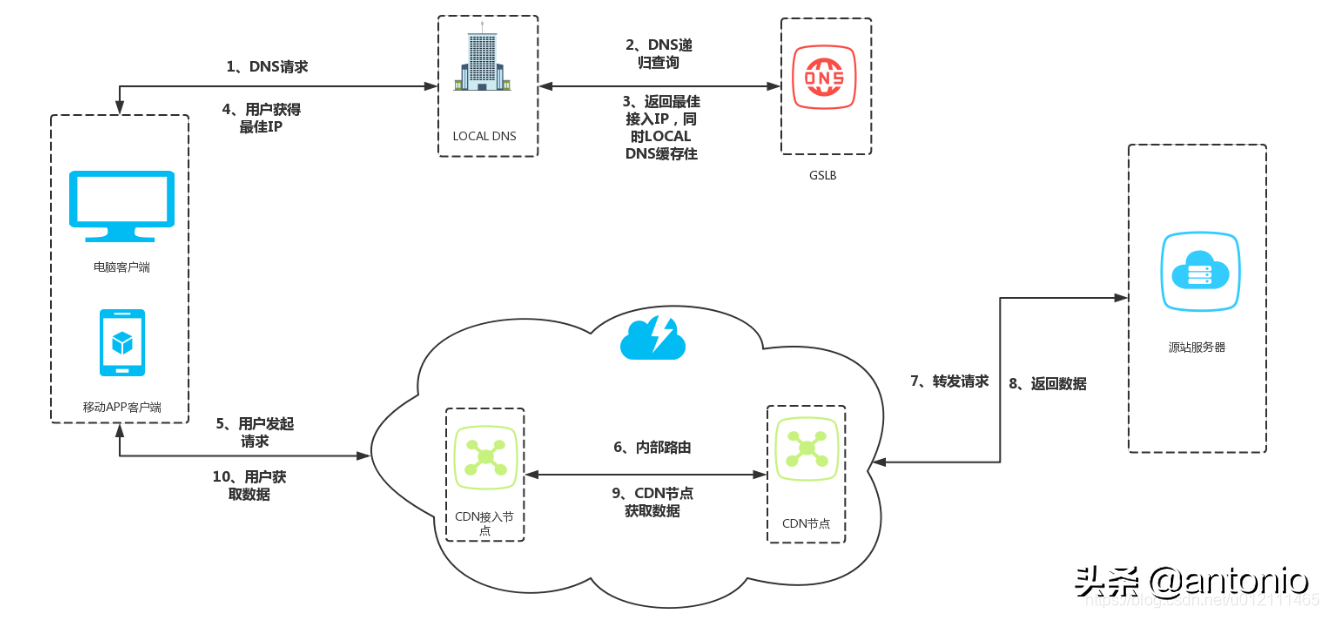 1、DNS请求
4、用户获得
最佳IP
LOCAL DNS
2、DNS递
归查询
3、返回最佳
接入IP，同
时LOCAL
DNS缓存住
DNS
GSLB
电脑客户端
移动APP客户端
5、用户发起
请求
10、用户获
取数据
CDN接入节
点
6、内部路由
9、CDN节点
获取数据
CDN节点
7、转发请求
8、返回数据
源站服务器
头条 @antonio
https://blog.csdn.net/u012111465